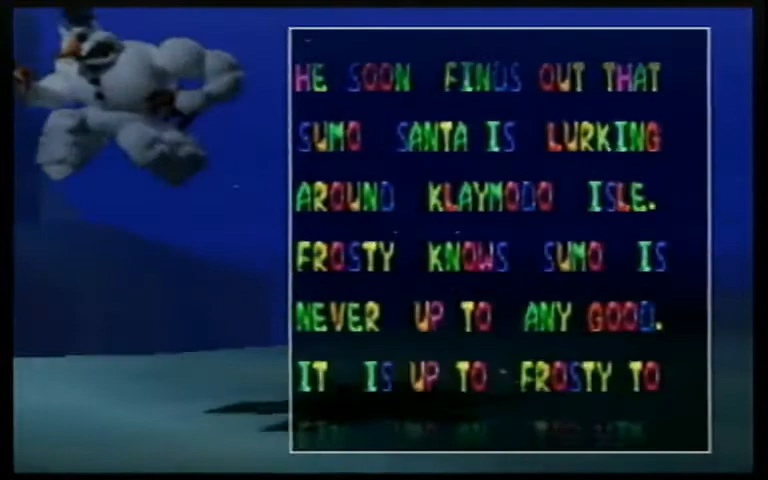 HE SOON FINDS OUT THAT
SUMO SANTA IS LURKING
AROUND KLAYMODO ISLE.
FROSTY KNOWS SUMO IS
NEVER UP TO ANY GOOD.
IT IS UP TO FROSTY TO